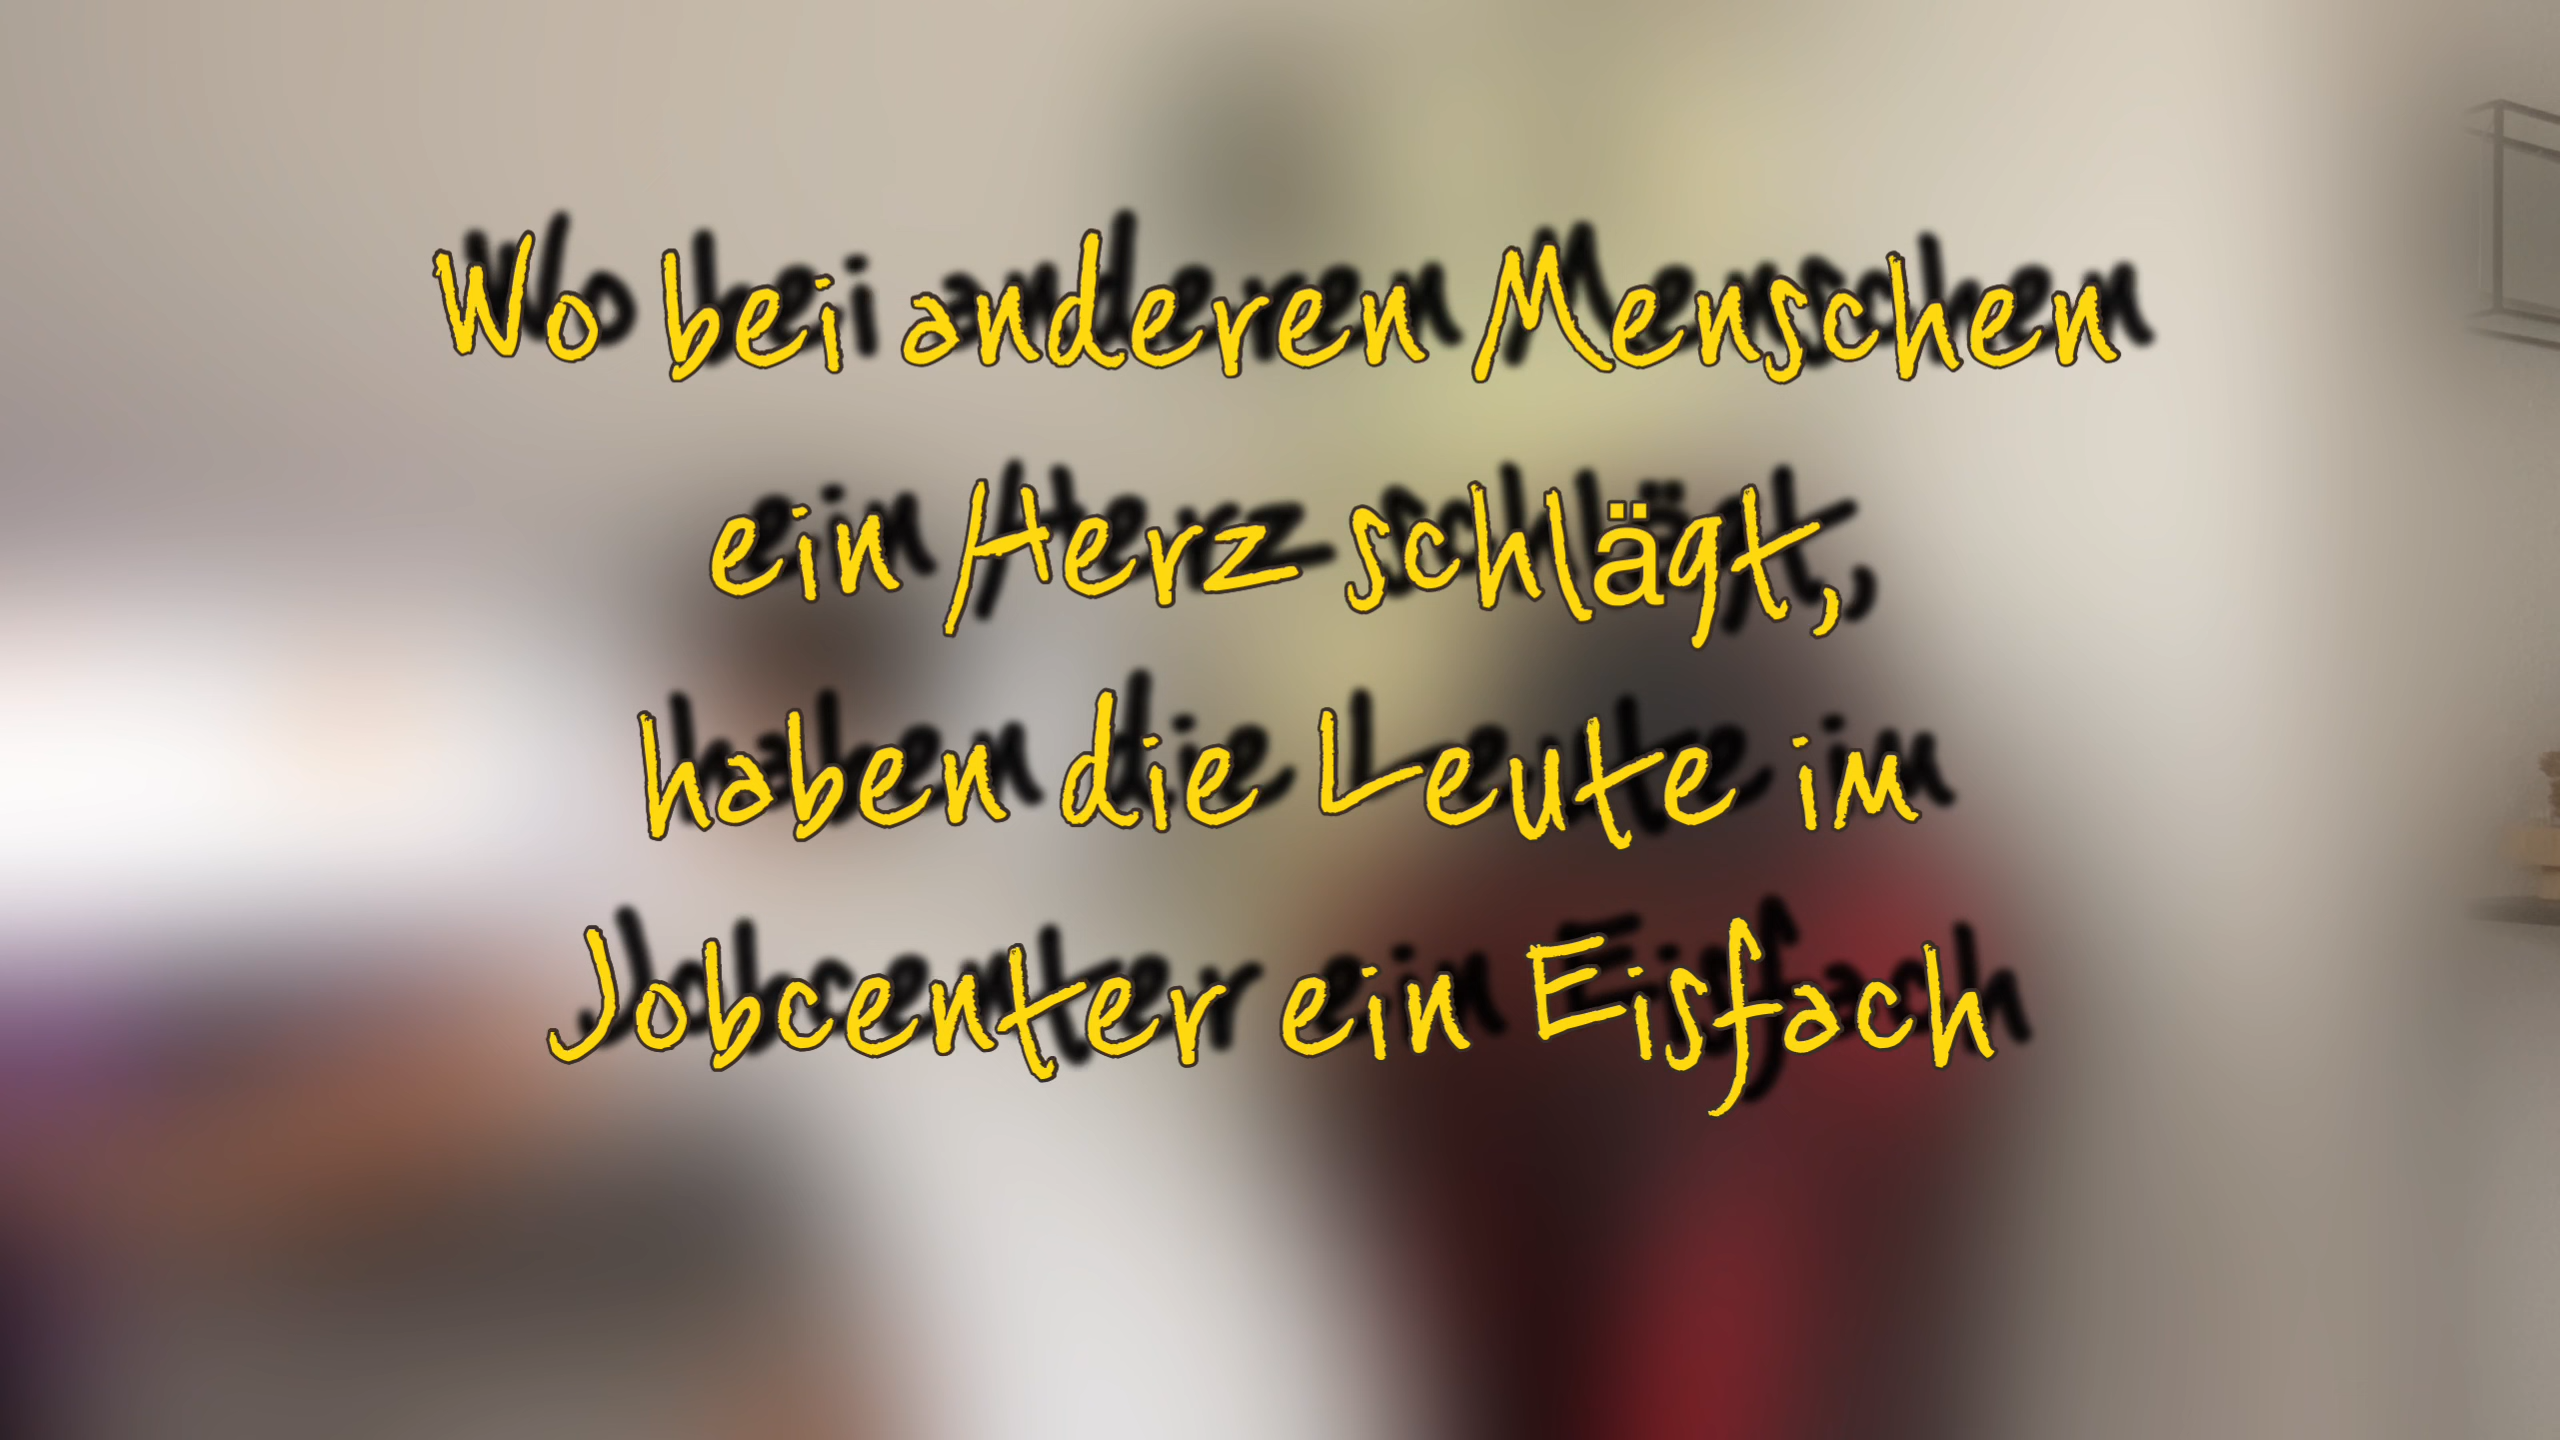 Wo bei anderen Menschen
ein Herz schlägt,
haben die Leute im
Jobcenter ein Eisfach